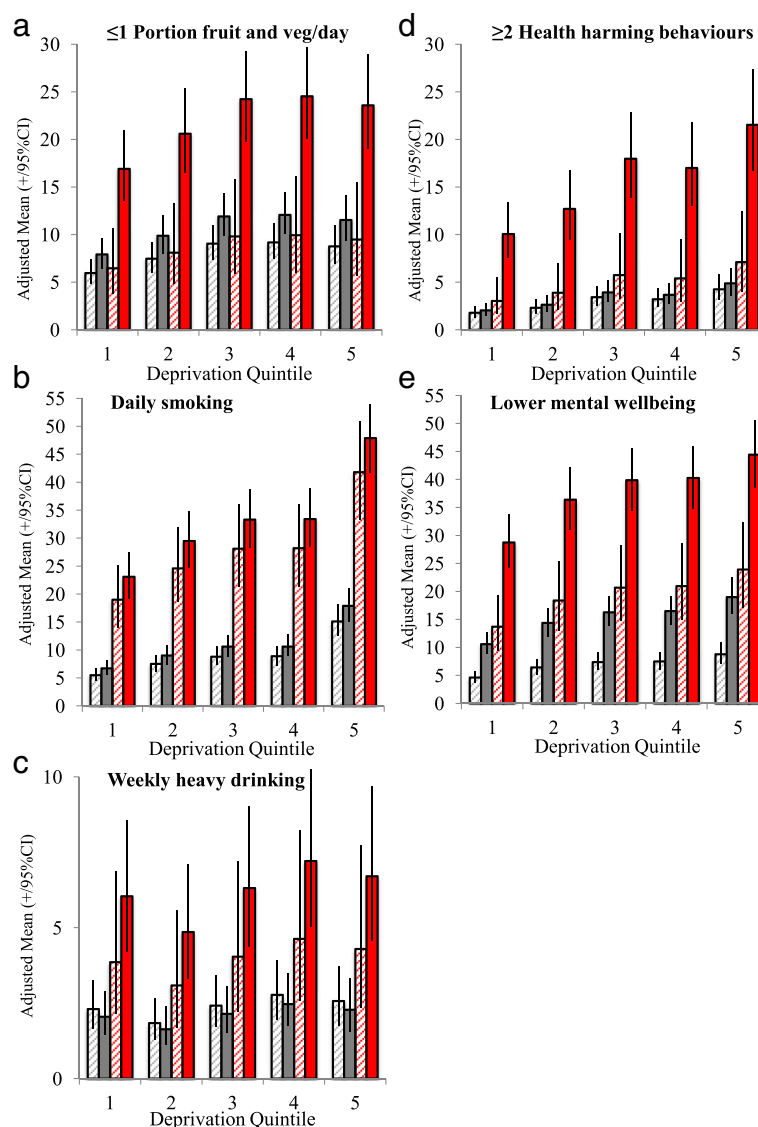 a
≤1 Portion fruit and veg/day
Adjusted Mean (+/95%CI)
30
25
20
15
10
5
0
1 2 3 4 5
Deprivation Quintile
b
Daily smoking
Adjusted Mean (+/95%CI)
55
50
45
40
35
30
25
20
15
10
5
0
1 2 3 4 5
Deprivation Quintile
c
Weekly heavy drinking
Adjusted Mean (+/95%CI)
10
5
0
1 2 3 4 5
Deprivation Quintile
d
≥2 Health harming behaviours
Adjusted Mean (+/95%CI)
30
25
20
15
10
5
0
1 2 3 4 5
Deprivation Quintile
e
Lower mental wellbeing
Adjusted Mean (+/95%CI)
55
50
45
40
35
30
25
20
15
10
5
0
1 2 3 4 5
Deprivation Quintile